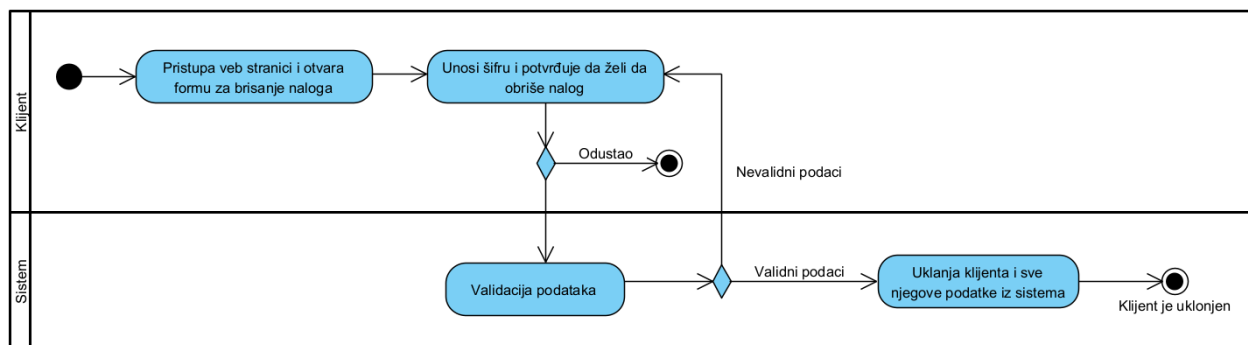 Klijent
Pristupa veb stranici i otvara
formu za brisanje naloga
Unosi šifru i potvrđuje da želi da
obriše nalog
Odustao
Nevalidni podaci
Sistem
Validacija podataka
Validni podaci
Uklanja klijenta i sve
njegove podatke iz sistema
Klijent je uklonjen